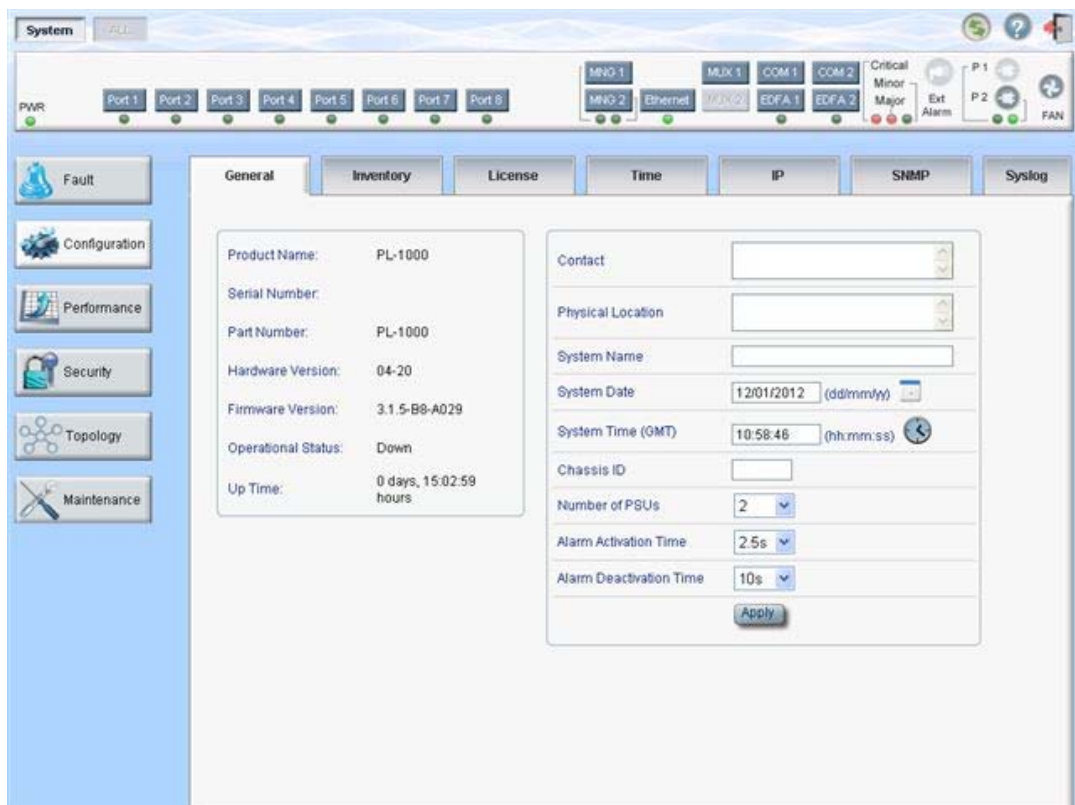 System ALL
MNG 1 MUX 1 COM 1 COM 2 Critical P 1
Minor
PWR Port 1 Port 2 Port 3 Port 4 Port 5 Port 6 Port 7 Port 8 MNG 2 Ethernet MUX 2 EDFA 1 EDFA 2 Major Ext Alarm P 2 FAN
Fault
Configuration
Performance
Security
Topology
Maintenance
General Inventory License Time IP SNMP Syslog
Product Name: PL-1000
Serial Number:
Part Number: PL-1000
Hardware Version: 04-20
Firmware Version: 3.1.5-B8-A029
Operational Status: Down
Up Time: 0 days, 15:02:59
hours
Contact
Physical Location
System Name
System Date 12/01/2012 (dd/mm/yy)
System Time (GMT) 10:58:46 (hh:mm:ss)
Chassis ID
Number of PSUs 2
Alarm Activation Time 2.5s
Alarm Deactivation Time 10s
Apply